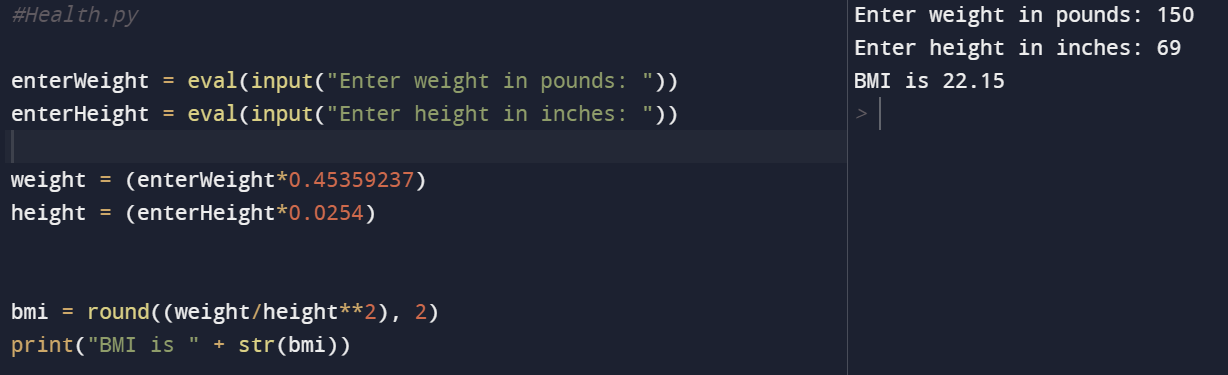 #Health.py
enterWeight = eval(input("Enter weight in pounds: "))
enterHeight = eval(input("Enter height in inches: "))
weight = (enterWeight*0.45359237)
height = (enterHeight*0.0254)
bmi = round((weight/height**2), 2)
print("BMI is " + str(bmi))
Enter weight in pounds: 150
Enter height in inches: 69
BMI is 22.15
>